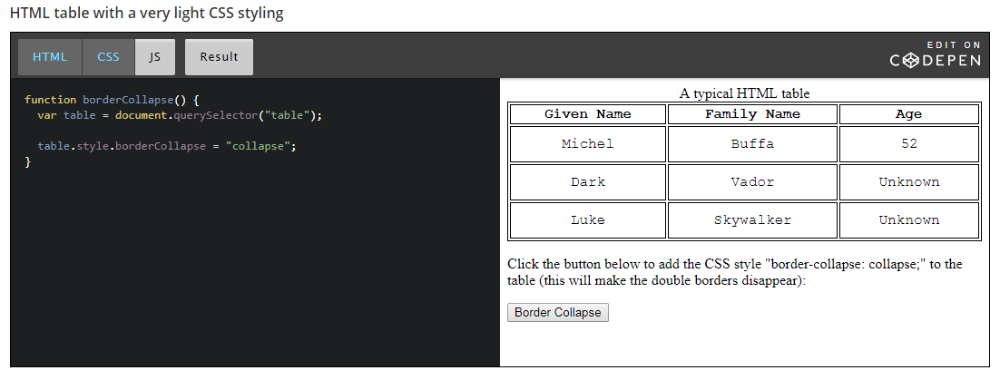 HTML table with a very light CSS styling
HTML CSS JS Result
EDIT ON
CODEPEN
function borderCollapse() {
var table = document.querySelector("table");
table.style.borderCollapse = "collapse";
}
A typical HTML table
Given Name Family Name Age
Michel Buffa 52
Dark Vador Unknown
Luke Skywalker Unknown
Click the button below to add the CSS style "border-collapse: collapse;" to the
table (this will make the double borders disappear):
Border Collapse